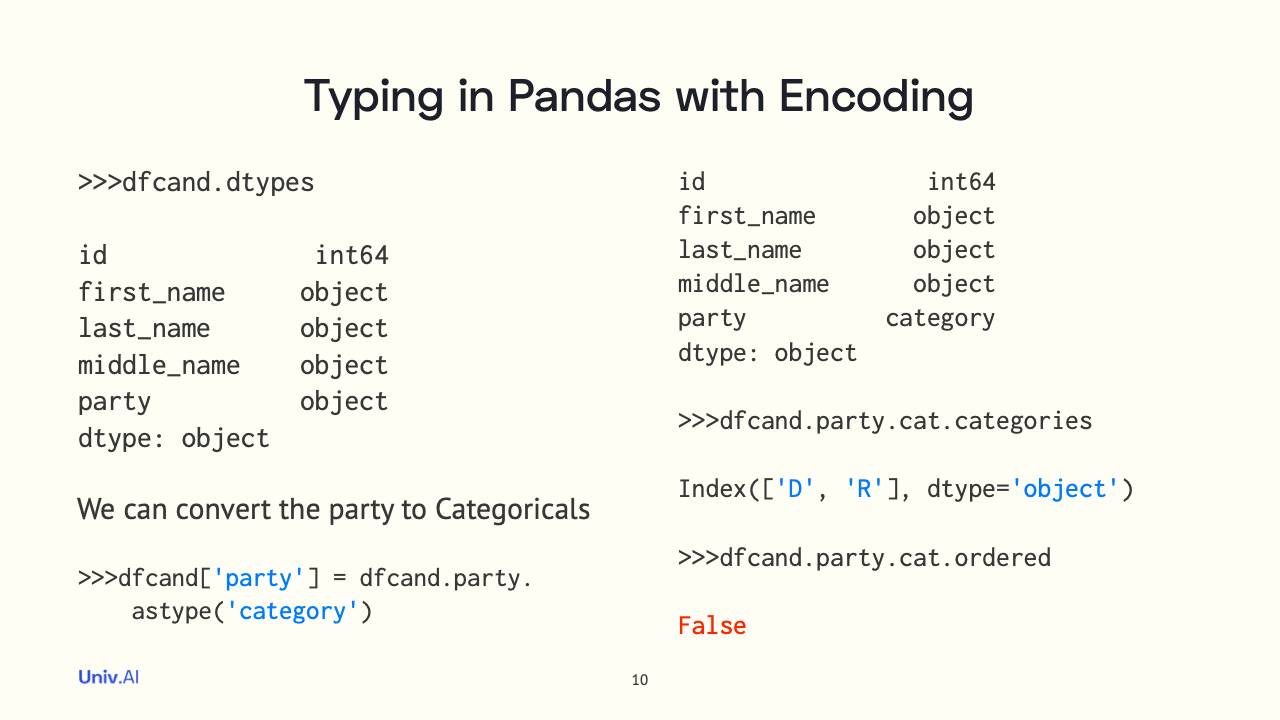 Typing in Pandas with Encoding
>>>dfcand.dtypes
id              int64
first_name     object
last_name      object
middle_name    object
party          object
dtype: object
We can convert the party to Categoricals
>>>dfcand['party'] = dfcand.party.
    astype('category')
id                int64
first_name       object
last_name        object
middle_name      object
party          category
dtype: object
>>>dfcand.party.cat.categories
Index(['D', 'R'], dtype='object')
>>>dfcand.party.cat.ordered
False
Univ.AI
10